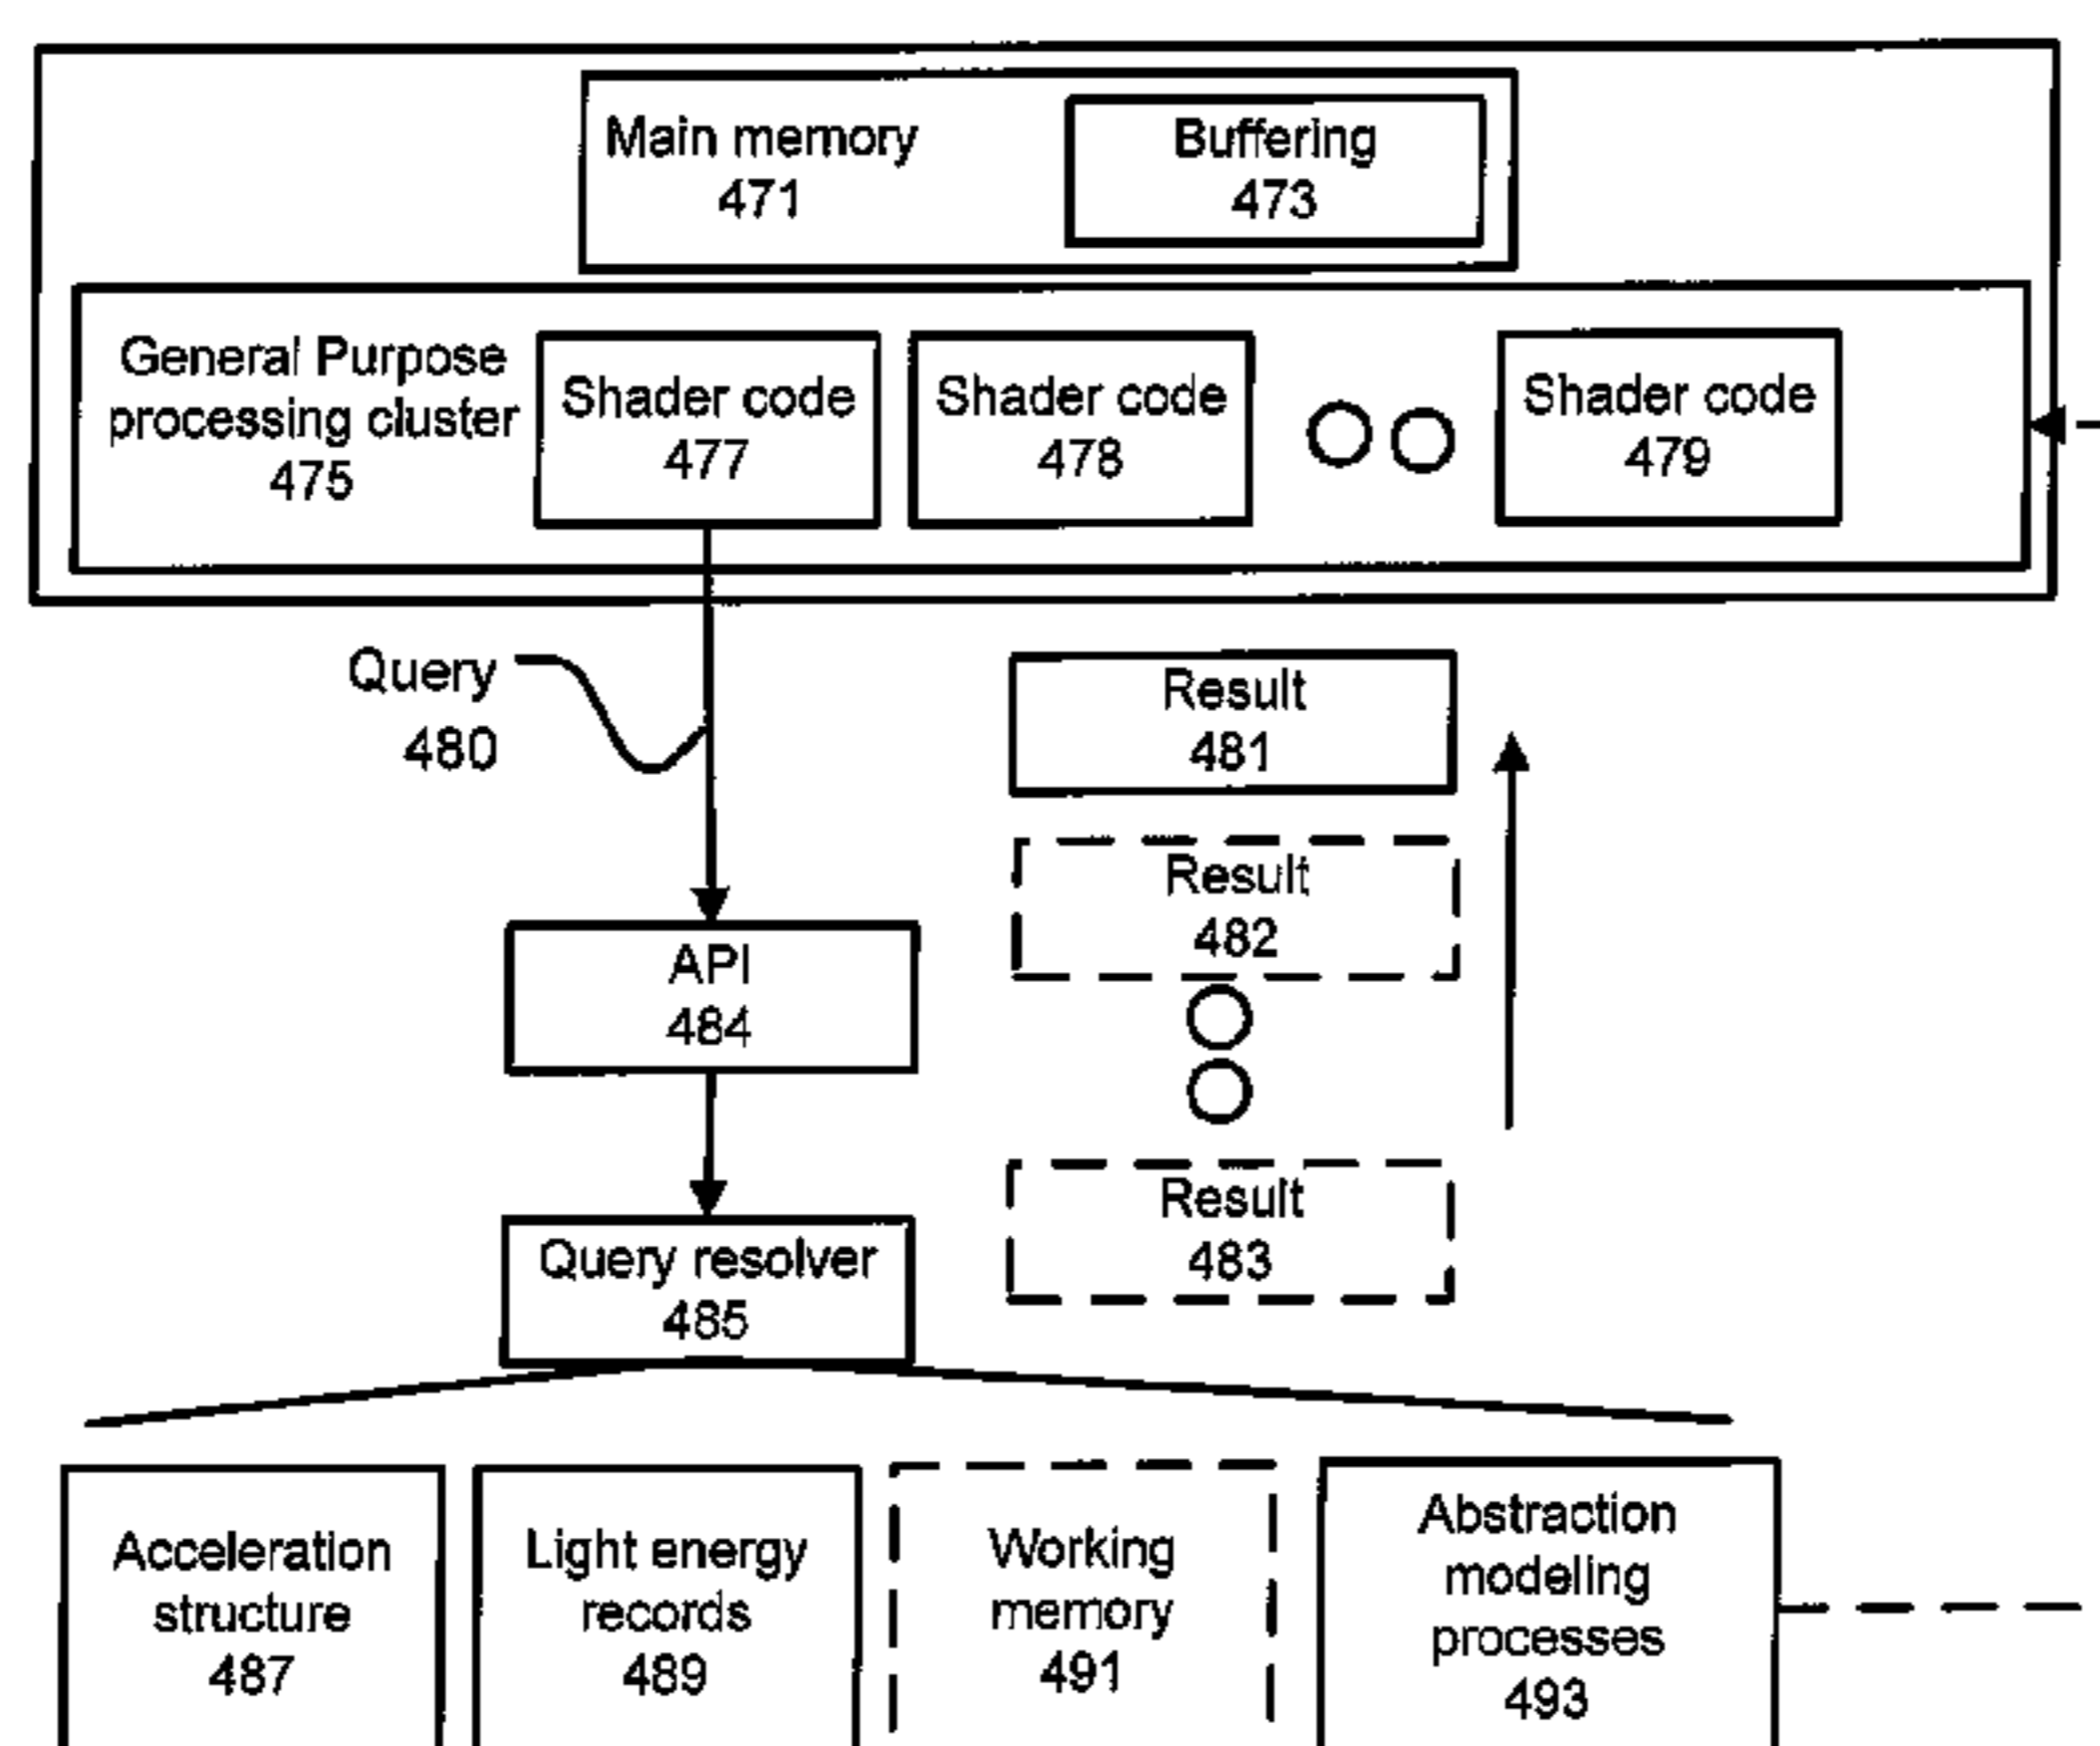 Main memory
471
Buffering
473
General Purpose
processing cluster
475
Shader code
477
Shader code
478
Shader code
479
Query
480
Result
481
Result
482
API
484
Result
483
Query resolver
485
Acceleration
structure
487
Light energy
records
489
Working
memory
491
Abstraction
modeling
processes
493